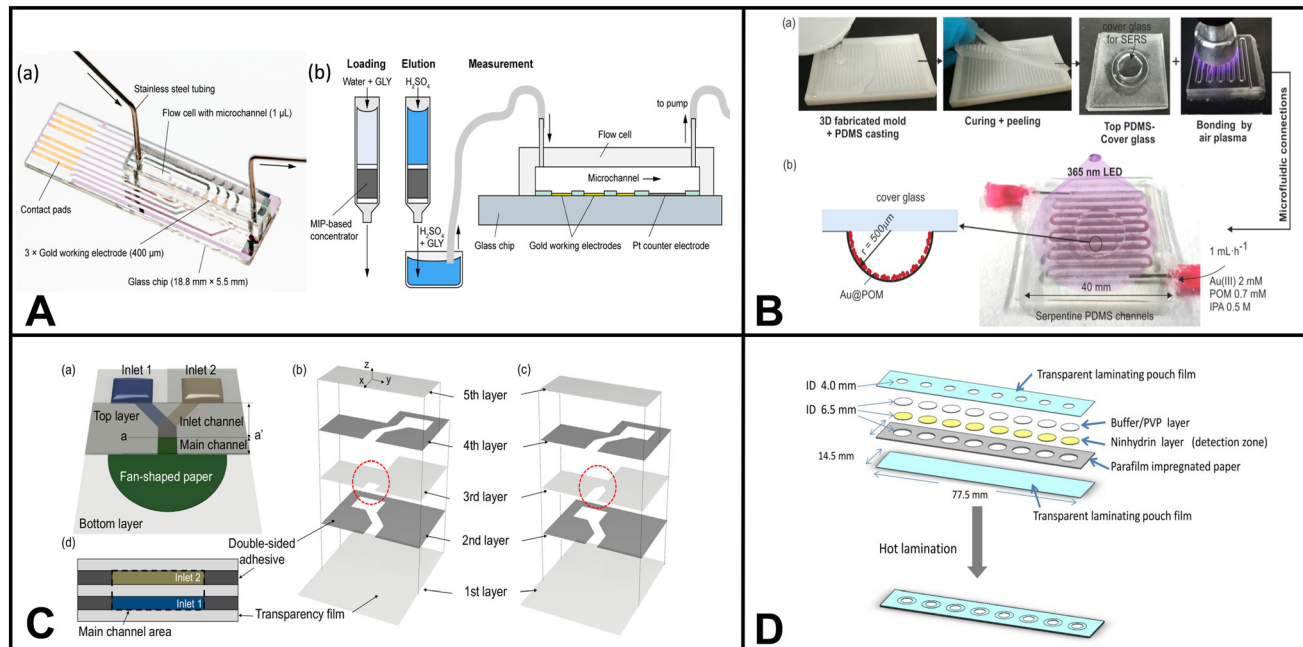 (a)
Stainless steel tubing
Flow cell with microchannel (1 µL)
Contact pads
3 × Gold working electrode (400 µm)
Glass chip (18.8 mm × 5.5 mm)
(b)
Loading
Water + GLY
Elution
H₂SO₄
Measurement
MIP-based
concentrator
H₂SO₄
+ GLY
to pump
Flow cell
Microchannel
Glass chip
Gold working electrodes
Pt counter electrode
A
(a)
3D fabricated mold
+ PDMS casting
Curing + peeling
cover glass
for SERS
Top PDMS-
Cover glass
+
Bonding by
air plasma
Microfluidic connections
(b)
365 nm LED
cover glass
r = 500µm
Au@POM
40 mm
Serpentine PDMS channels
1 mL·h⁻¹
Au(III) 2 mM
POM 0.7 mM
IPA 0.5 M
B
(a)
Inlet 1
Inlet 2
Top layer
Inlet channel
a
a'
Main channel
Fan-shaped paper
Bottom layer
(d)
Inlet 2
Inlet 1
Main channel area
Double-sided
adhesive
Transparency film
(b)
z
x
y
5th layer
4th layer
3rd layer
2nd layer
1st layer
(c)
C
ID 4.0 mm
ID 6.5 mm
14.5 mm
77.5 mm
Transparent laminating pouch film
Buffer/PVP layer
Ninhydrin layer (detection zone)
Parafilm impregnated paper
Transparent laminating pouch film
Hot lamination
D